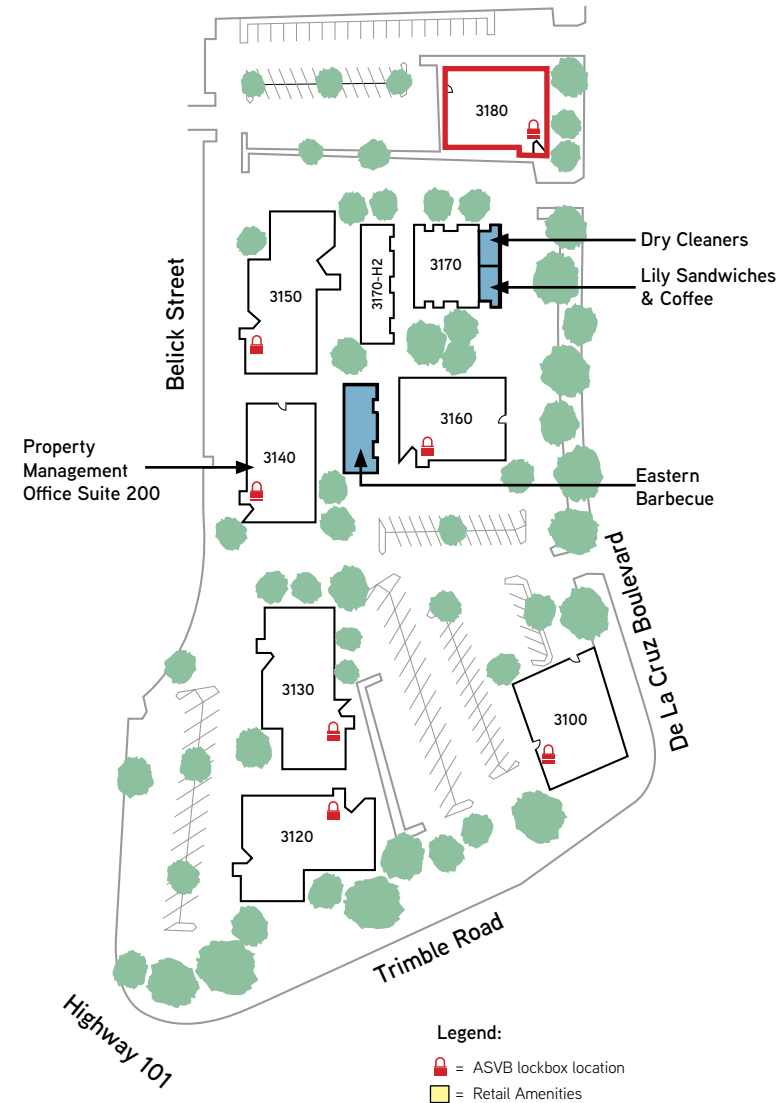 3180
Dry Cleaners
Lily Sandwiches
& Coffee
3170
3170-H2
3150
Belick Street
3160
3140
Property
Management
Office Suite 200
Eastern
Barbecue
De La Cruz Boulevard
3130
3100
3120
Trimble Road
Highway 101
Legend:
= ASVB lockbox location
= Retail Amenities